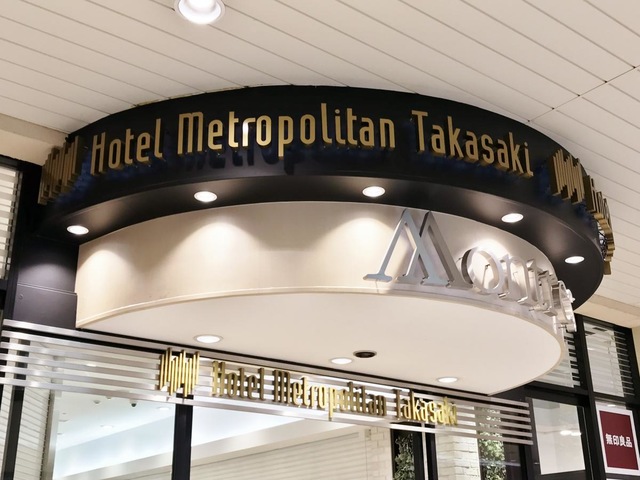 Hotel Metropolitan Takasaki
Hotel Metropolitan Takasaki
無印良品